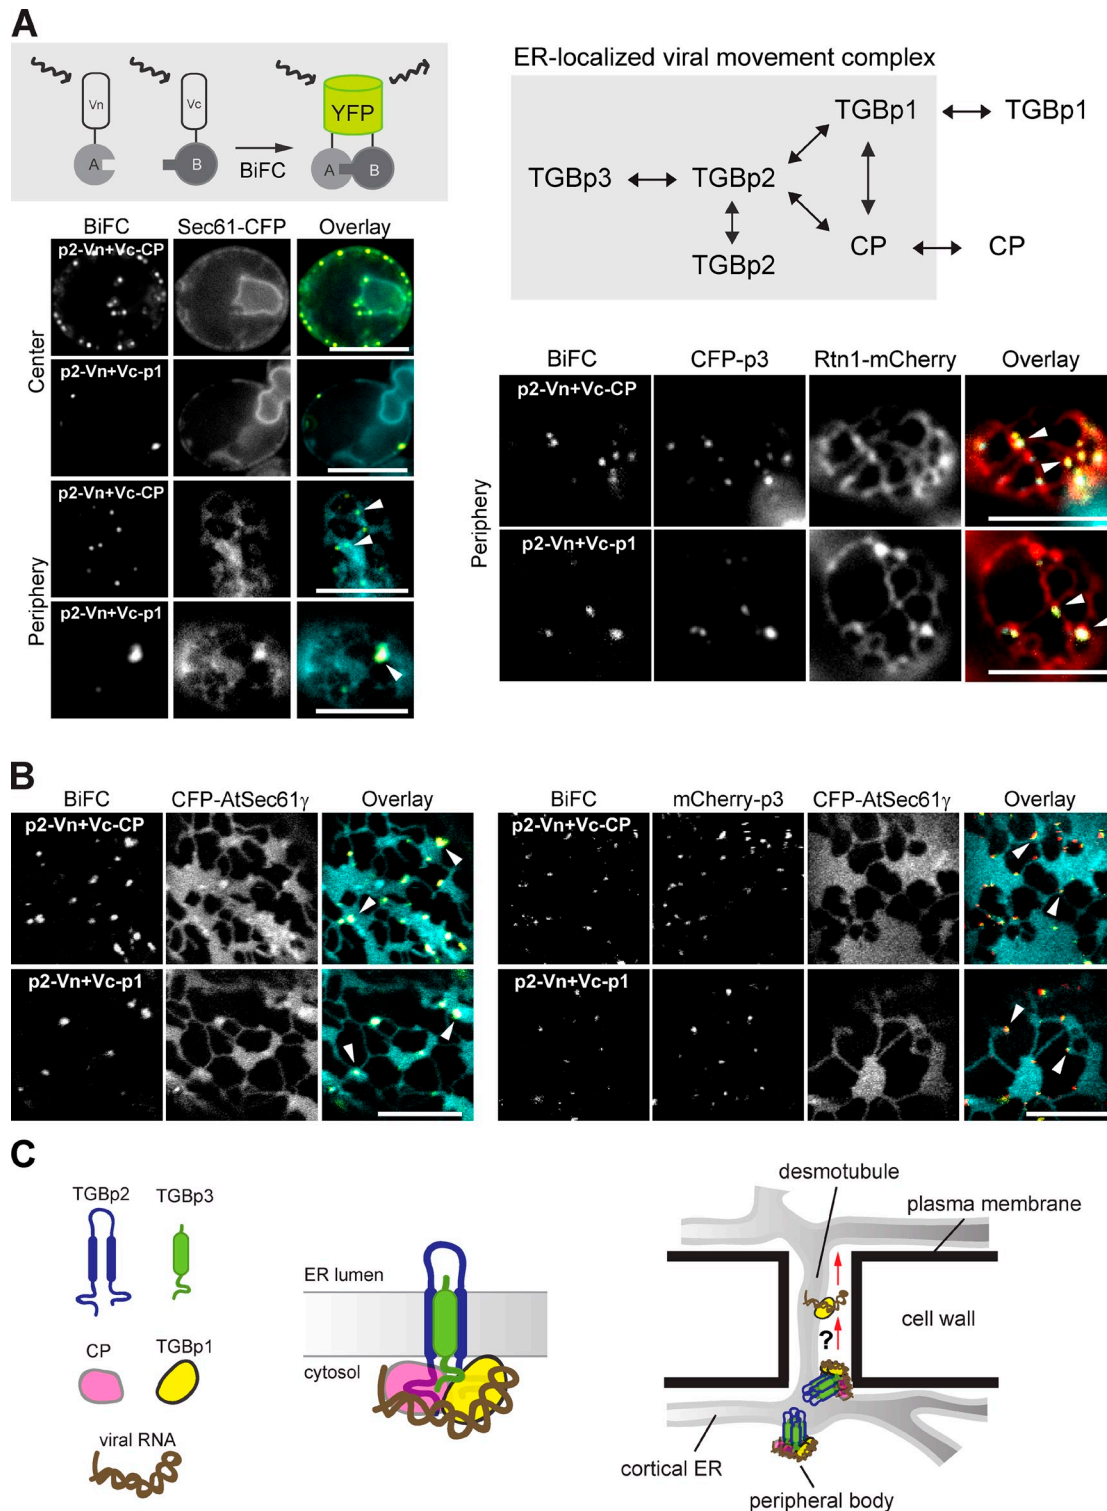 A
Vn
Vc
YFP
A
B
BiFC
A
B
ER-localized viral movement complex
TGBp1
TGBp1
TGBp3
TGBp2
CP
CP
TGBp2
BiFC
Sec61-CFP
Overlay
Center
p2-Vn+Vc-CP
p2-Vn+Vc-p1
Periphery
p2-Vn+Vc-CP
p2-Vn+Vc-p1
BiFC
CFP-p3
Rtn1-mCherry
Overlay
Periphery
p2-Vn+Vc-CP
p2-Vn+Vc-p1
B
BiFC
CFP-AtSec61γ
Overlay
p2-Vn+Vc-CP
p2-Vn+Vc-p1
BiFC
mCherry-p3
CFP-AtSec61γ
Overlay
p2-Vn+Vc-CP
p2-Vn+Vc-p1
C
TGBp2
TGBp3
CP
TGBp1
viral RNA
ER lumen
cytosol
desmotubule
plasma membrane
cell wall
?
cortical ER
peripheral body